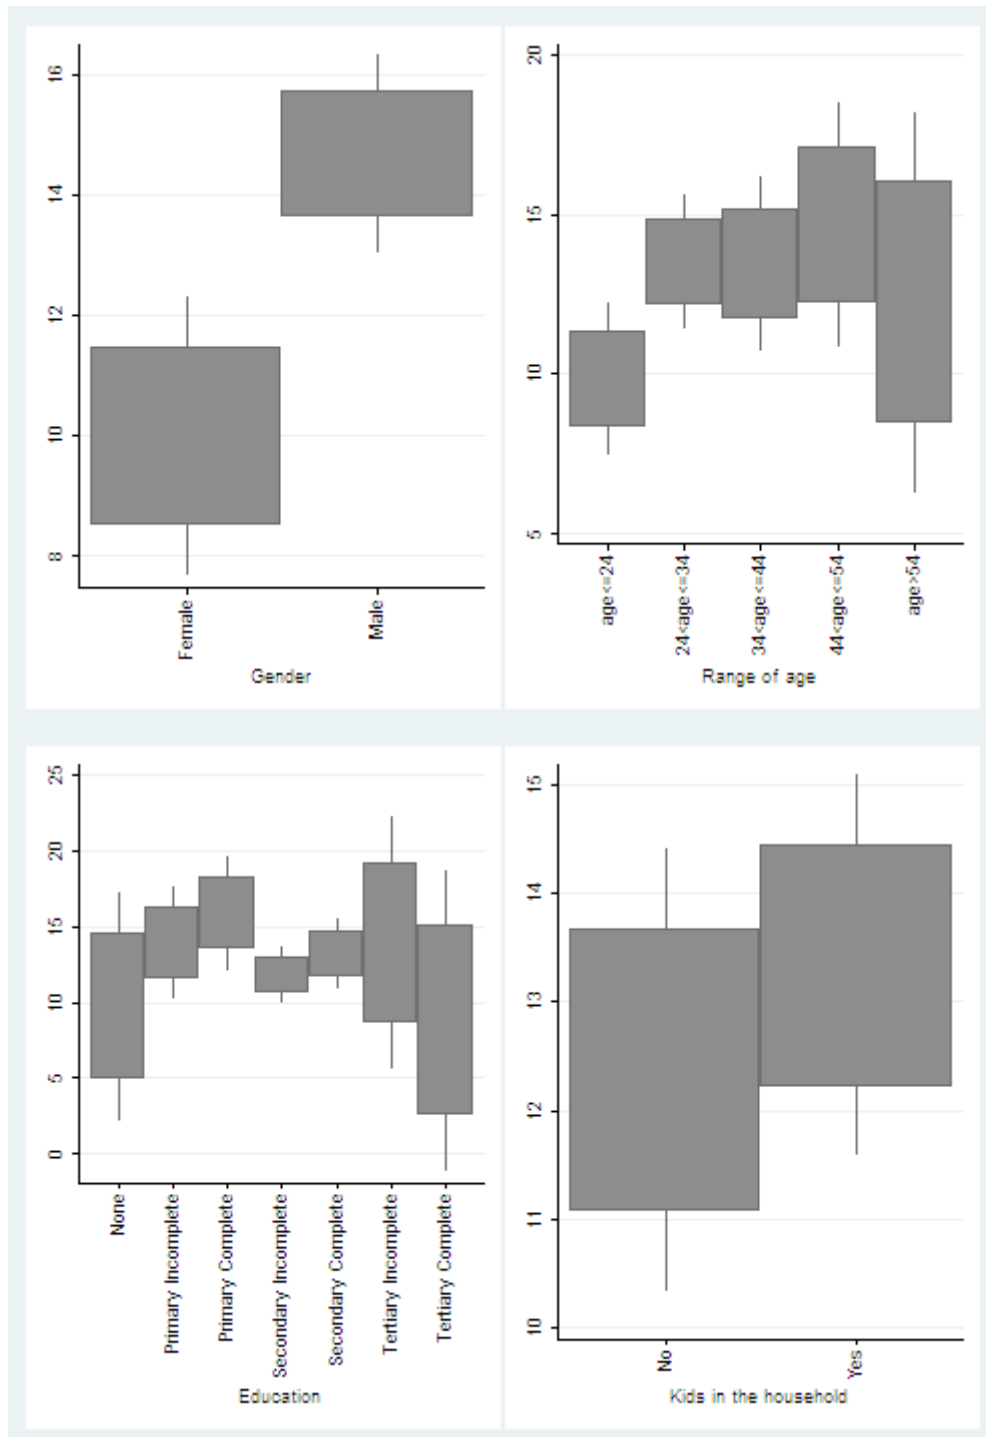 16
14
12
10
8
Female
Male
Gender
20
15
10
5
age<=24
24<age<=34
34<age<=44
44<age<=54
age>54
Range of age
25
20
15
10
5
0
None
Primary Incomplete
Primary Complete
Secondary Incomplete
Secondary Complete
Tertiary Incomplete
Tertiary Complete
Education
15
14
13
12
11
10
No
Yes
Kids in the household